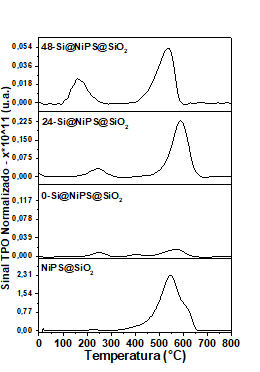 Sinal TPO Normalizado - x*10^11 (u.a.)
48-Si@NiPS@SiO2
0,054
0,036
0,018
0,000
24-Si@NiPS@SiO2
0,225
0,150
0,075
0,000
0-Si@NiPS@SiO2
0,117
0,078
0,039
0,000
NiPS@SiO2
2,31
1,54
0,77
0,00
0 100 200 300 400 500 600 700 800
Temperatura (°C)